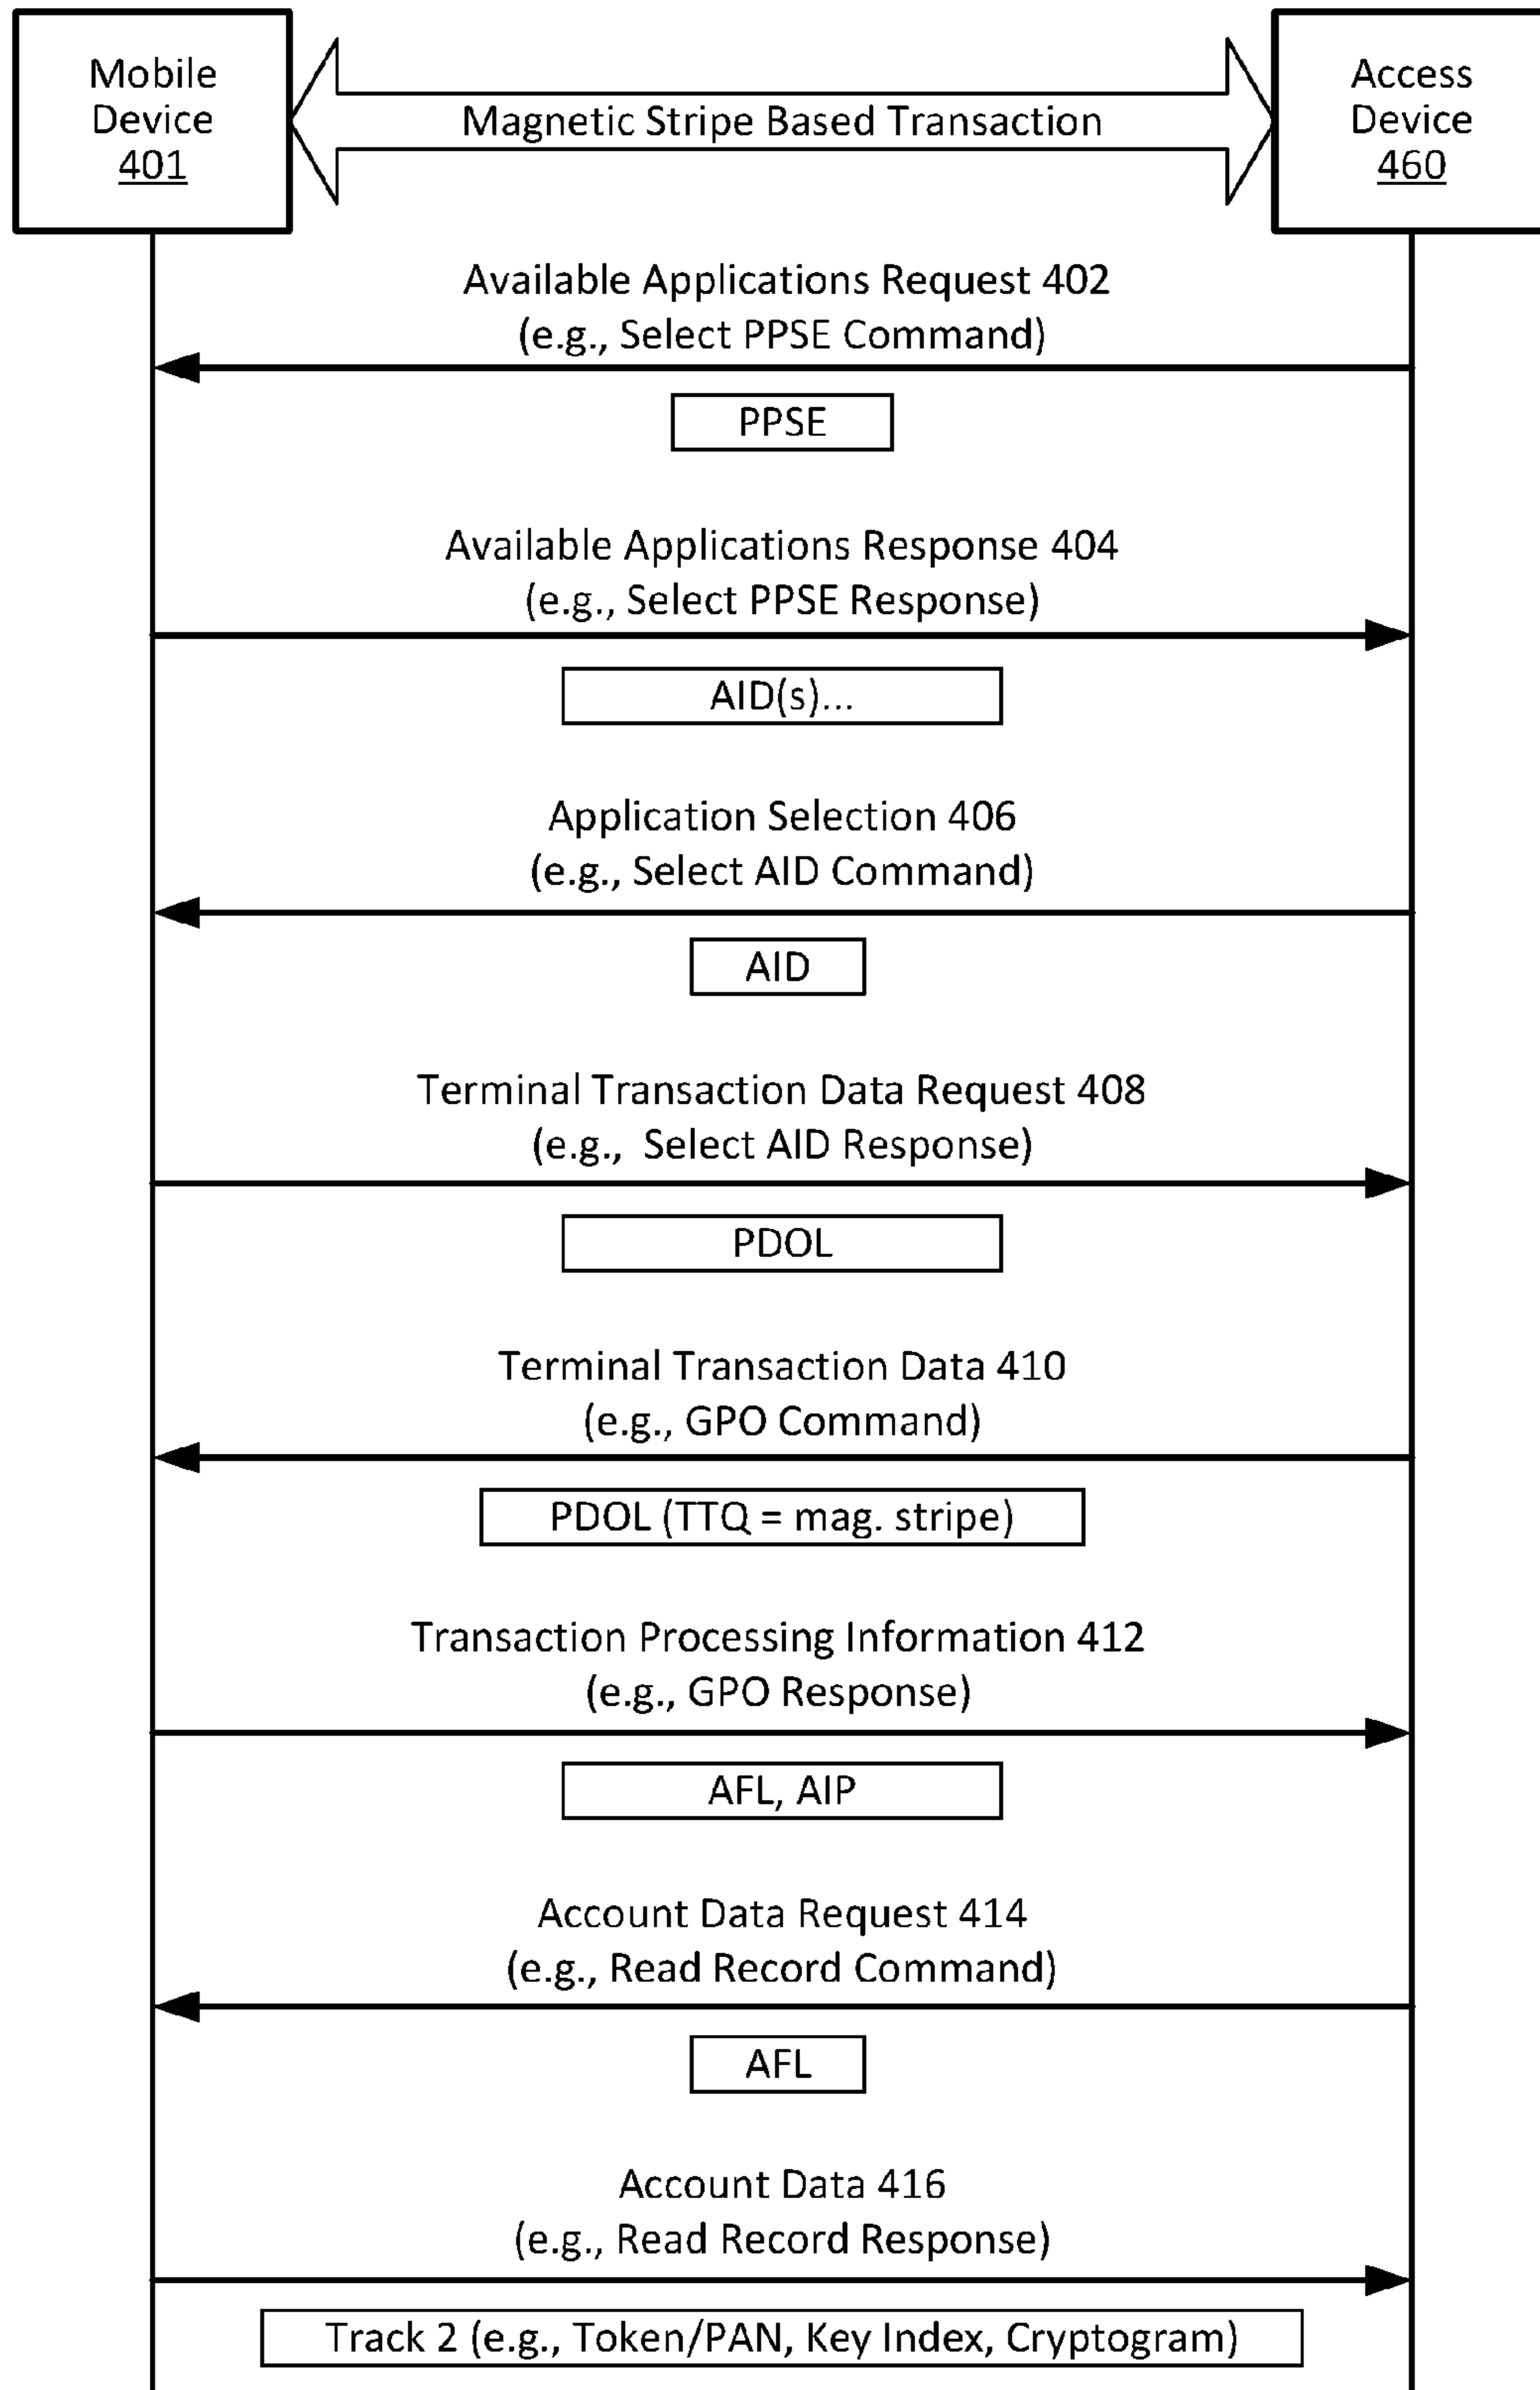 Mobile
Device
401
Magnetic Stripe Based Transaction
Access
Device
460
Available Applications Request 402
(e.g., Select PPSE Command)
PPSE
Available Applications Response 404
(e.g., Select PPSE Response)
AID(s)...
Application Selection 406
(e.g., Select AID Command)
AID
Terminal Transaction Data Request 408
(e.g., Select AID Response)
PDOL
Terminal Transaction Data 410
(e.g., GPO Command)
PDOL (TTQ = mag. stripe)
Transaction Processing Information 412
(e.g., GPO Response)
AFL, AIP
Account Data Request 414
(e.g., Read Record Command)
AFL
Account Data 416
(e.g., Read Record Response)
Track 2 (e.g., Token/PAN, Key Index, Cryptogram)